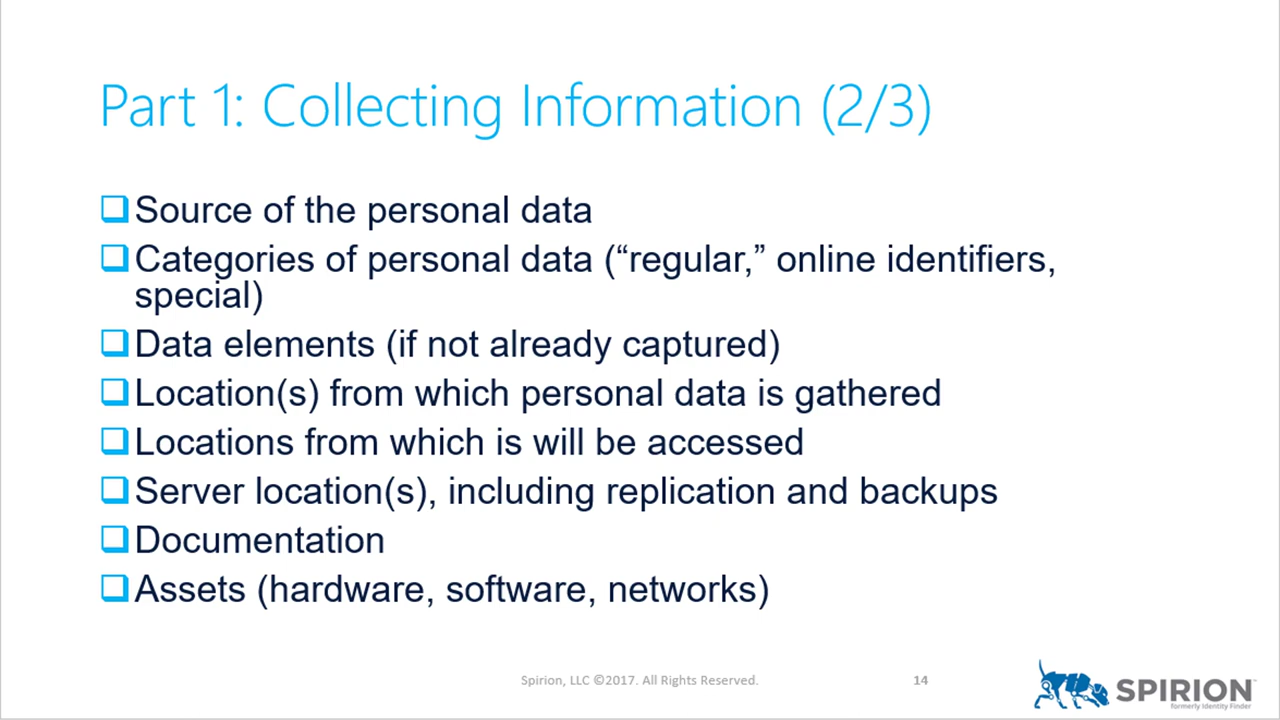 Part 1: Collecting Information (2/3)
Source of the personal data
Categories of personal data (“regular,” online identifiers,
special)
Data elements (if not already captured)
Location(s) from which personal data is gathered
Locations from which is will be accessed
Server location(s), including replication and backups
Documentation
Assets (hardware, software, networks)
Spirion, LLC ©2017. All Rights Reserved.
14
SPIRION™
formerly Identity Finder